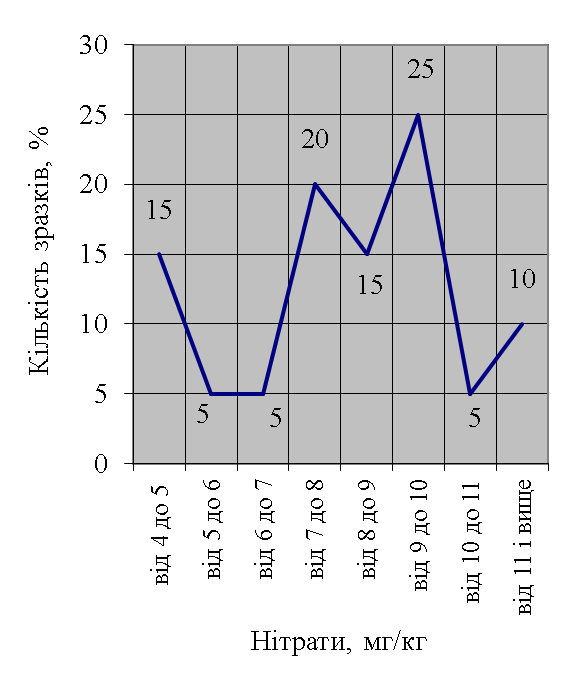 30
25
20
15
10
5
0
Кількість зразків, %
15
5
5
20
15
25
5
10
від 4 до 5
від 5 до 6
від 6 до 7
від 7 до 8
від 8 до 9
від 9 до 10
від 10 до 11
від 11 і вище
Нітрати, мг/кг